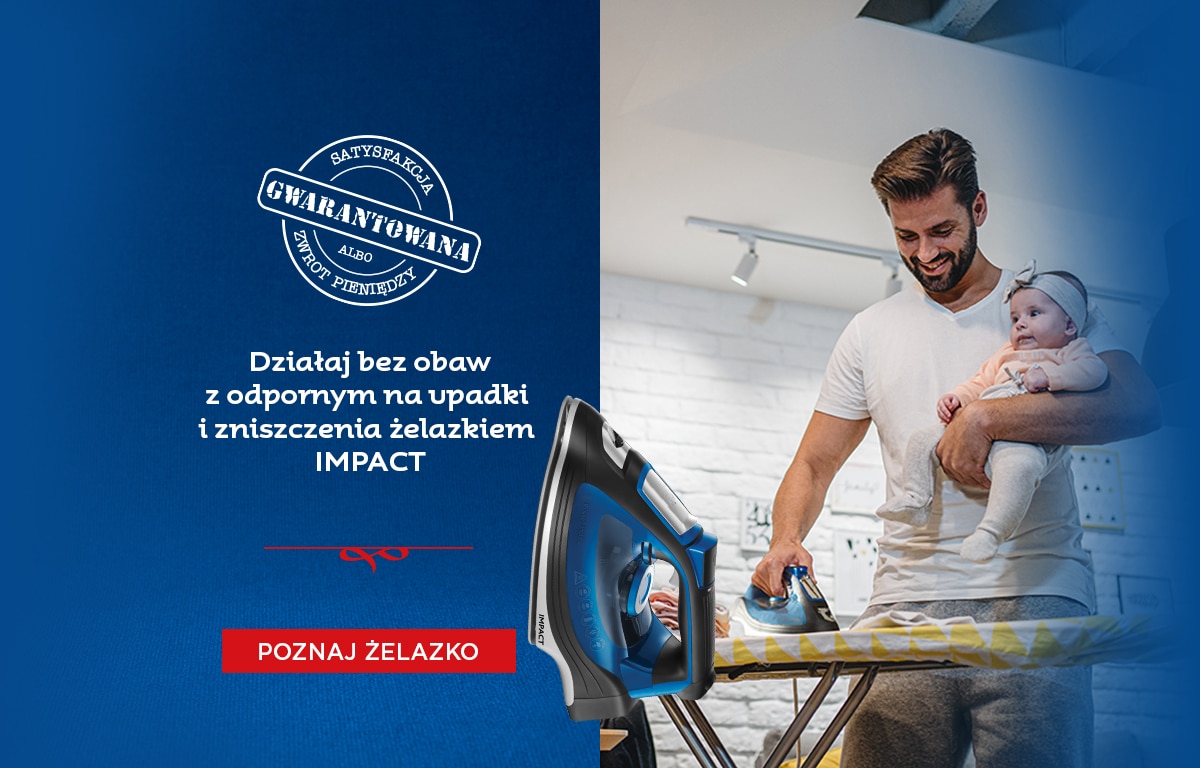 SATYSFAKCJA
GWARANTOWANA
ALBO
ZWROT PIENIĘDZY
Działaj bez obaw
z odpornym na upadki
i zniszczenia żelazkiem
IMPACT
POZNAJ ŻELAZKO
IMPACT